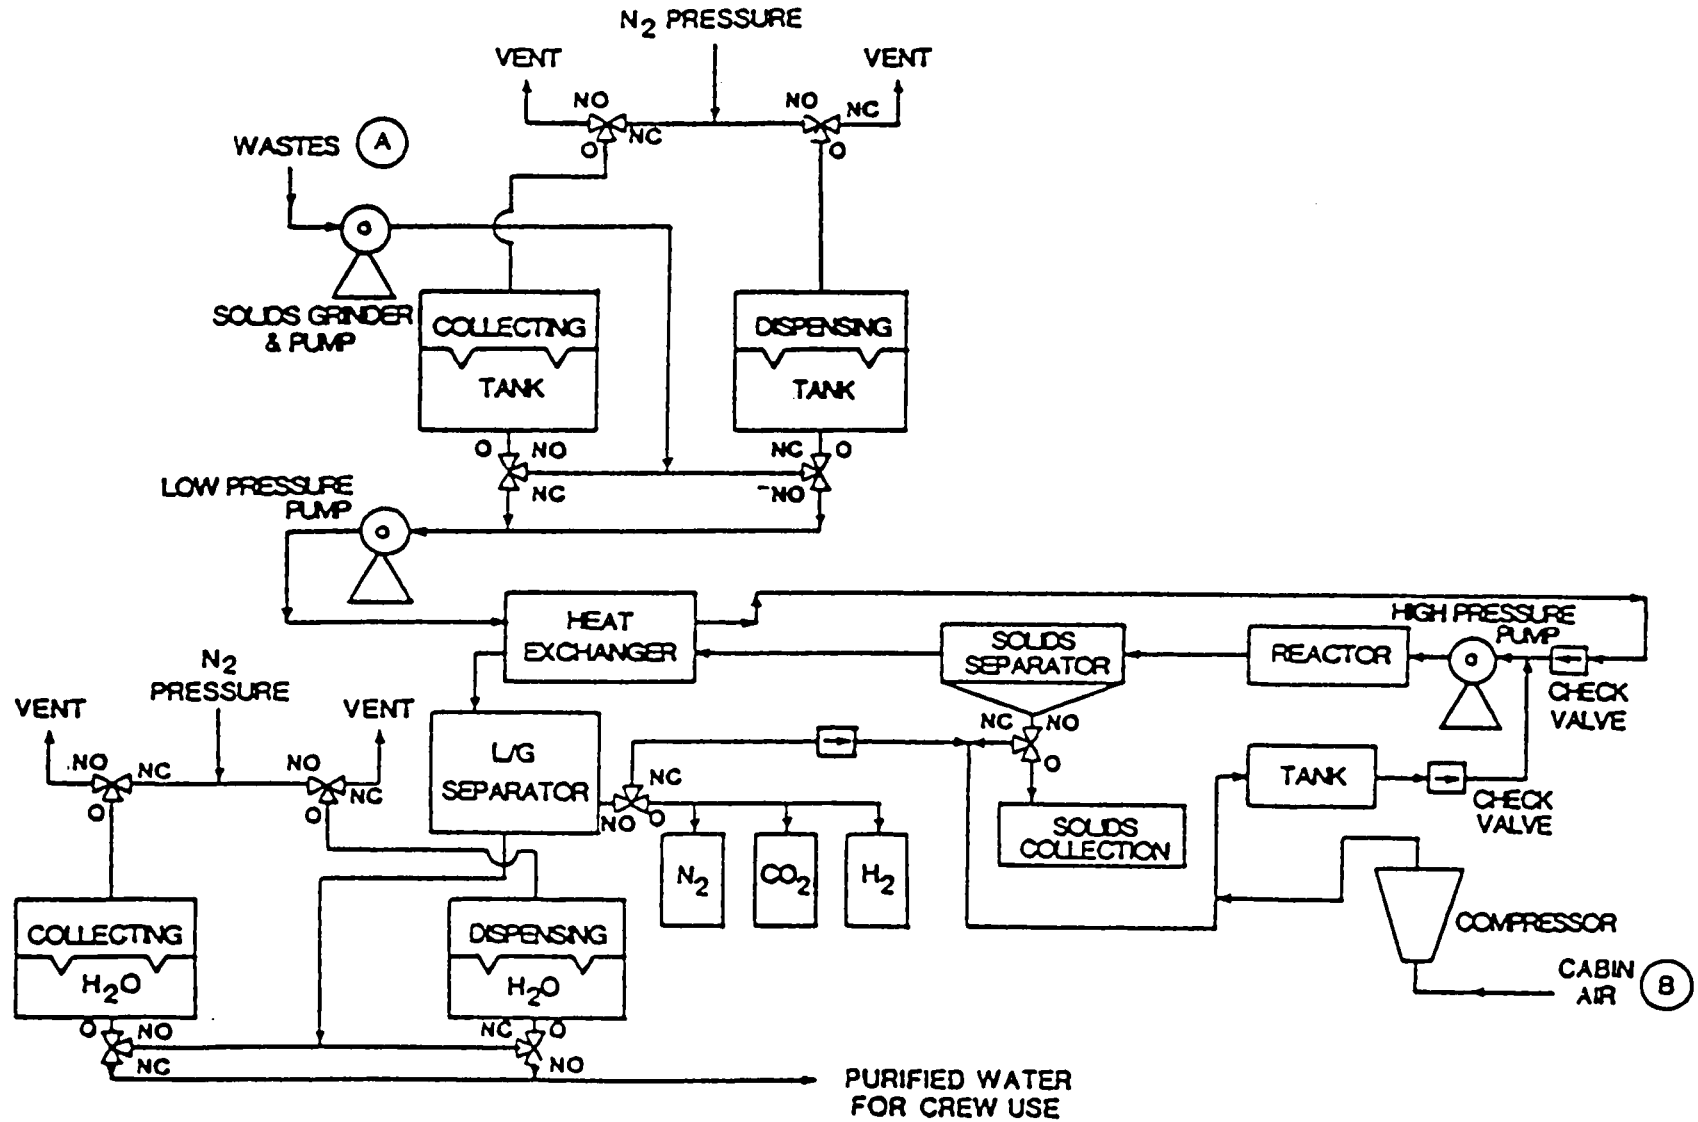 N2 PRESSURE
VENT
VENT
NO
NC
O
NO
NC
O
WASTES A
SOLIDS GRINDER
& PUMP
COLLECTING
TANK
DISPENSING
TANK
O NO
NC
NC O
NO
LOW PRESSURE
PUMP
HEAT
EXCHANGER
SOLIDS
SEPARATOR
REACTOR
HIGH PRESSURE
PUMP
CHECK
VALVE
N2
PRESSURE
VENT
VENT
NO NC
O
NO
NC
O
L/G
SEPARATOR
NC
NO O
NC NO
O
SOLIDS
COLLECTION
TANK
CHECK
VALVE
N2
CO2
H2
COMPRESSOR
CABIN
AIR
B
COLLECTING
H2O
DISPENSING
H2O
O NO
NC
NC O
NO
PURIFIED WATER
FOR CREW USE